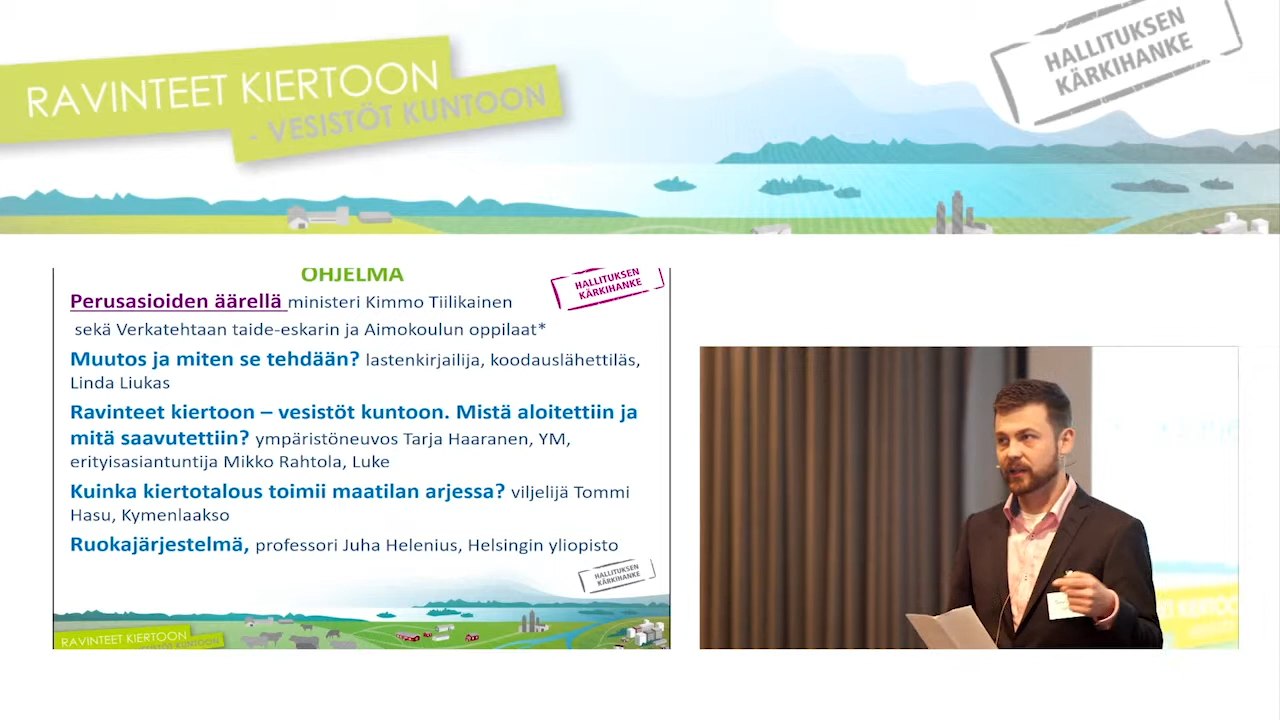 RAVINTEET KIERTOON
- VESISTÖT KUNTOON
HALLITUKSEN
KÄRKIHANKE
OHJELMA
HALLITUKSEN
KÄRKIHANKE
Perusasioiden äärellä ministeri Kimmo Tiilikainen
sekä Verkatehtaan taide-eskarin ja Aimokoulun oppilaat*
Muutos ja miten se tehdään? lastenkirjailija, koodauslähettiläs,
Linda Liukas
Ravinteet kiertoon – vesistöt kuntoon. Mistä aloitettiin ja
mitä saavutettiin? ympäristöneuvos Tarja Haaranen, YM,
erityisasiantuntija Mikko Rahtola, Luke
Kuinka kiertotalous toimii maatilan arjessa? viljelijä Tommi
Hasu, Kymenlaakso
Ruokajärjestelmä, professori Juha Helenius, Helsingin yliopisto
HALLITUKSEN
KÄRKIHANKE
RAVINTEET KIERTOON
VESISTÖT KUNTOON